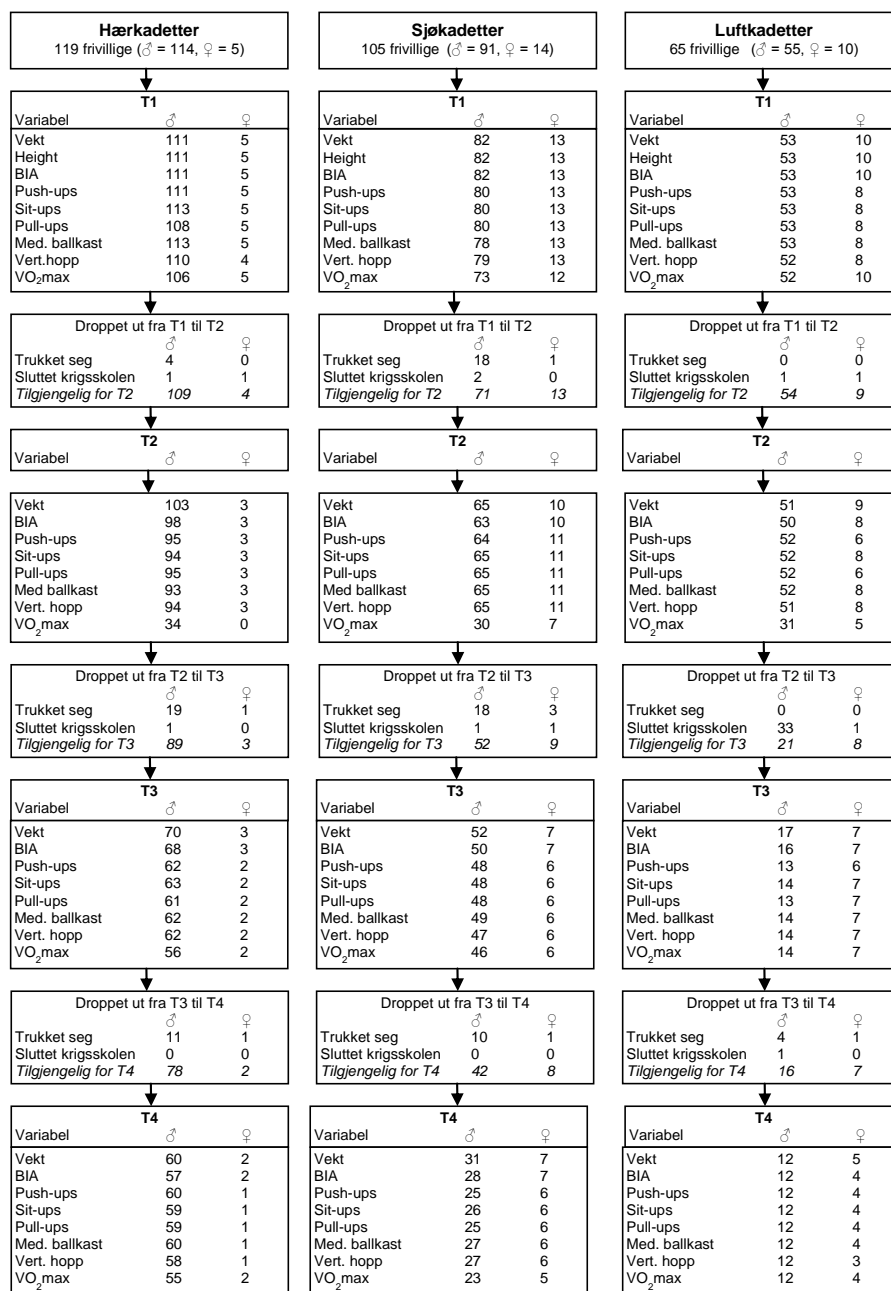 Hærkadetter
119 frivillige (♂ = 114, ♀ = 5)
T1
Variabel ♂ ♀
Vekt 111 5
Height 111 5
BIA 111 5
Push-ups 111 5
Sit-ups 113 5
Pull-ups 108 5
Med. ballkast 113 5
Vert.hopp 110 4
VO₂max 106 5
Droppet ut fra T1 til T2
♂ ♀
Trukket seg 4 0
Sluttet krigsskolen 1 1
Tilgjengelig for T2 109 4
T2
Variabel ♂ ♀
Vekt 103 3
BIA 98 3
Push-ups 95 3
Sit-ups 94 3
Pull-ups 95 3
Med ballkast 93 3
Vert. hopp 94 3
VO₂max 34 0
Droppet ut fra T2 til T3
♂ ♀
Trukket seg 19 1
Sluttet krigsskolen 1 0
Tilgjengelig for T3 89 3
T3
Variabel ♂ ♀
Vekt 70 3
BIA 68 3
Push-ups 62 2
Sit-ups 63 2
Pull-ups 61 2
Med. ballkast 62 2
Vert. hopp 62 2
VO₂max 56 2
Droppet ut fra T3 til T4
♂ ♀
Trukket seg 11 1
Sluttet krigsskolen 0 0
Tilgjengelig for T4 78 2
T4
Variabel ♂ ♀
Vekt 60 2
BIA 57 2
Push-ups 60 1
Sit-ups 59 1
Pull-ups 59 1
Med. ballkast 60 1
Vert. hopp 58 1
VO₂max 55 2
Sjøkadetter
105 frivillige (♂ = 91, ♀ = 14)
T1
Variabel ♂ ♀
Vekt 82 13
Height 82 13
BIA 82 13
Push-ups 80 13
Sit-ups 80 13
Pull-ups 80 13
Med. ballkast 78 13
Vert. hopp 79 13
VO₂max 73 12
Droppet ut fra T1 til T2
♂ ♀
Trukket seg 18 1
Sluttet krigsskolen 2 0
Tilgjengelig for T2 71 13
T2
Variabel ♂ ♀
Vekt 65 10
BIA 63 10
Push-ups 64 11
Sit-ups 65 11
Pull-ups 65 11
Med ballkast 65 11
Vert. hopp 65 11
VO₂max 30 7
Droppet ut fra T2 til T3
♂ ♀
Trukket seg 18 3
Sluttet krigsskolen 1 1
Tilgjengelig for T3 52 9
T3
Variabel ♂ ♀
Vekt 52 7
BIA 50 7
Push-ups 48 6
Sit-ups 48 6
Pull-ups 48 6
Med. ballkast 49 6
Vert. hopp 47 6
VO₂max 46 6
Droppet ut fra T3 til T4
♂ ♀
Trukket seg 10 1
Sluttet krigsskolen 0 0
Tilgjengelig for T4 42 8
T4
Variabel ♂ ♀
Vekt 31 7
BIA 28 7
Push-ups 25 6
Sit-ups 26 6
Pull-ups 25 6
Med. ballkast 27 6
Vert. hopp 27 6
VO₂max 23 5
Luftkadetter
65 frivillige (♂ = 55, ♀ = 10)
T1
Variabel ♂ ♀
Vekt 53 10
Height 53 10
BIA 53 10
Push-ups 53 8
Sit-ups 53 8
Pull-ups 53 8
Med. ballkast 53 8
Vert. hopp 52 8
VO₂max 52 10
Droppet ut fra T1 til T2
♂ ♀
Trukket seg 0 0
Sluttet krigsskolen 1 1
Tilgjengelig for T2 54 9
T2
Variabel ♂ ♀
Vekt 51 9
BIA 50 8
Push-ups 52 6
Sit-ups 52 8
Pull-ups 52 6
Med. ballkast 52 8
Vert. hopp 51 8
VO₂max 31 5
Droppet ut fra T2 til T3
♂ ♀
Trukket seg 0 0
Sluttet krigsskolen 33 1
Tilgjengelig for T3 21 8
T3
Variabel ♂ ♀
Vekt 17 7
BIA 16 7
Push-ups 13 6
Sit-ups 14 7
Pull-ups 13 7
Med. ballkast 14 7
Vert. hopp 14 7
VO₂max 14 7
Droppet ut fra T3 til T4
♂ ♀
Trukket seg 4 1
Sluttet krigsskolen 1 0
Tilgjengelig for T4 16 7
T4
Variabel ♂ ♀
Vekt 12 5
BIA 12 4
Push-ups 12 4
Sit-ups 12 4
Pull-ups 12 4
Med. ballkast 12 4
Vert. hopp 12 3
VO₂max 12 4